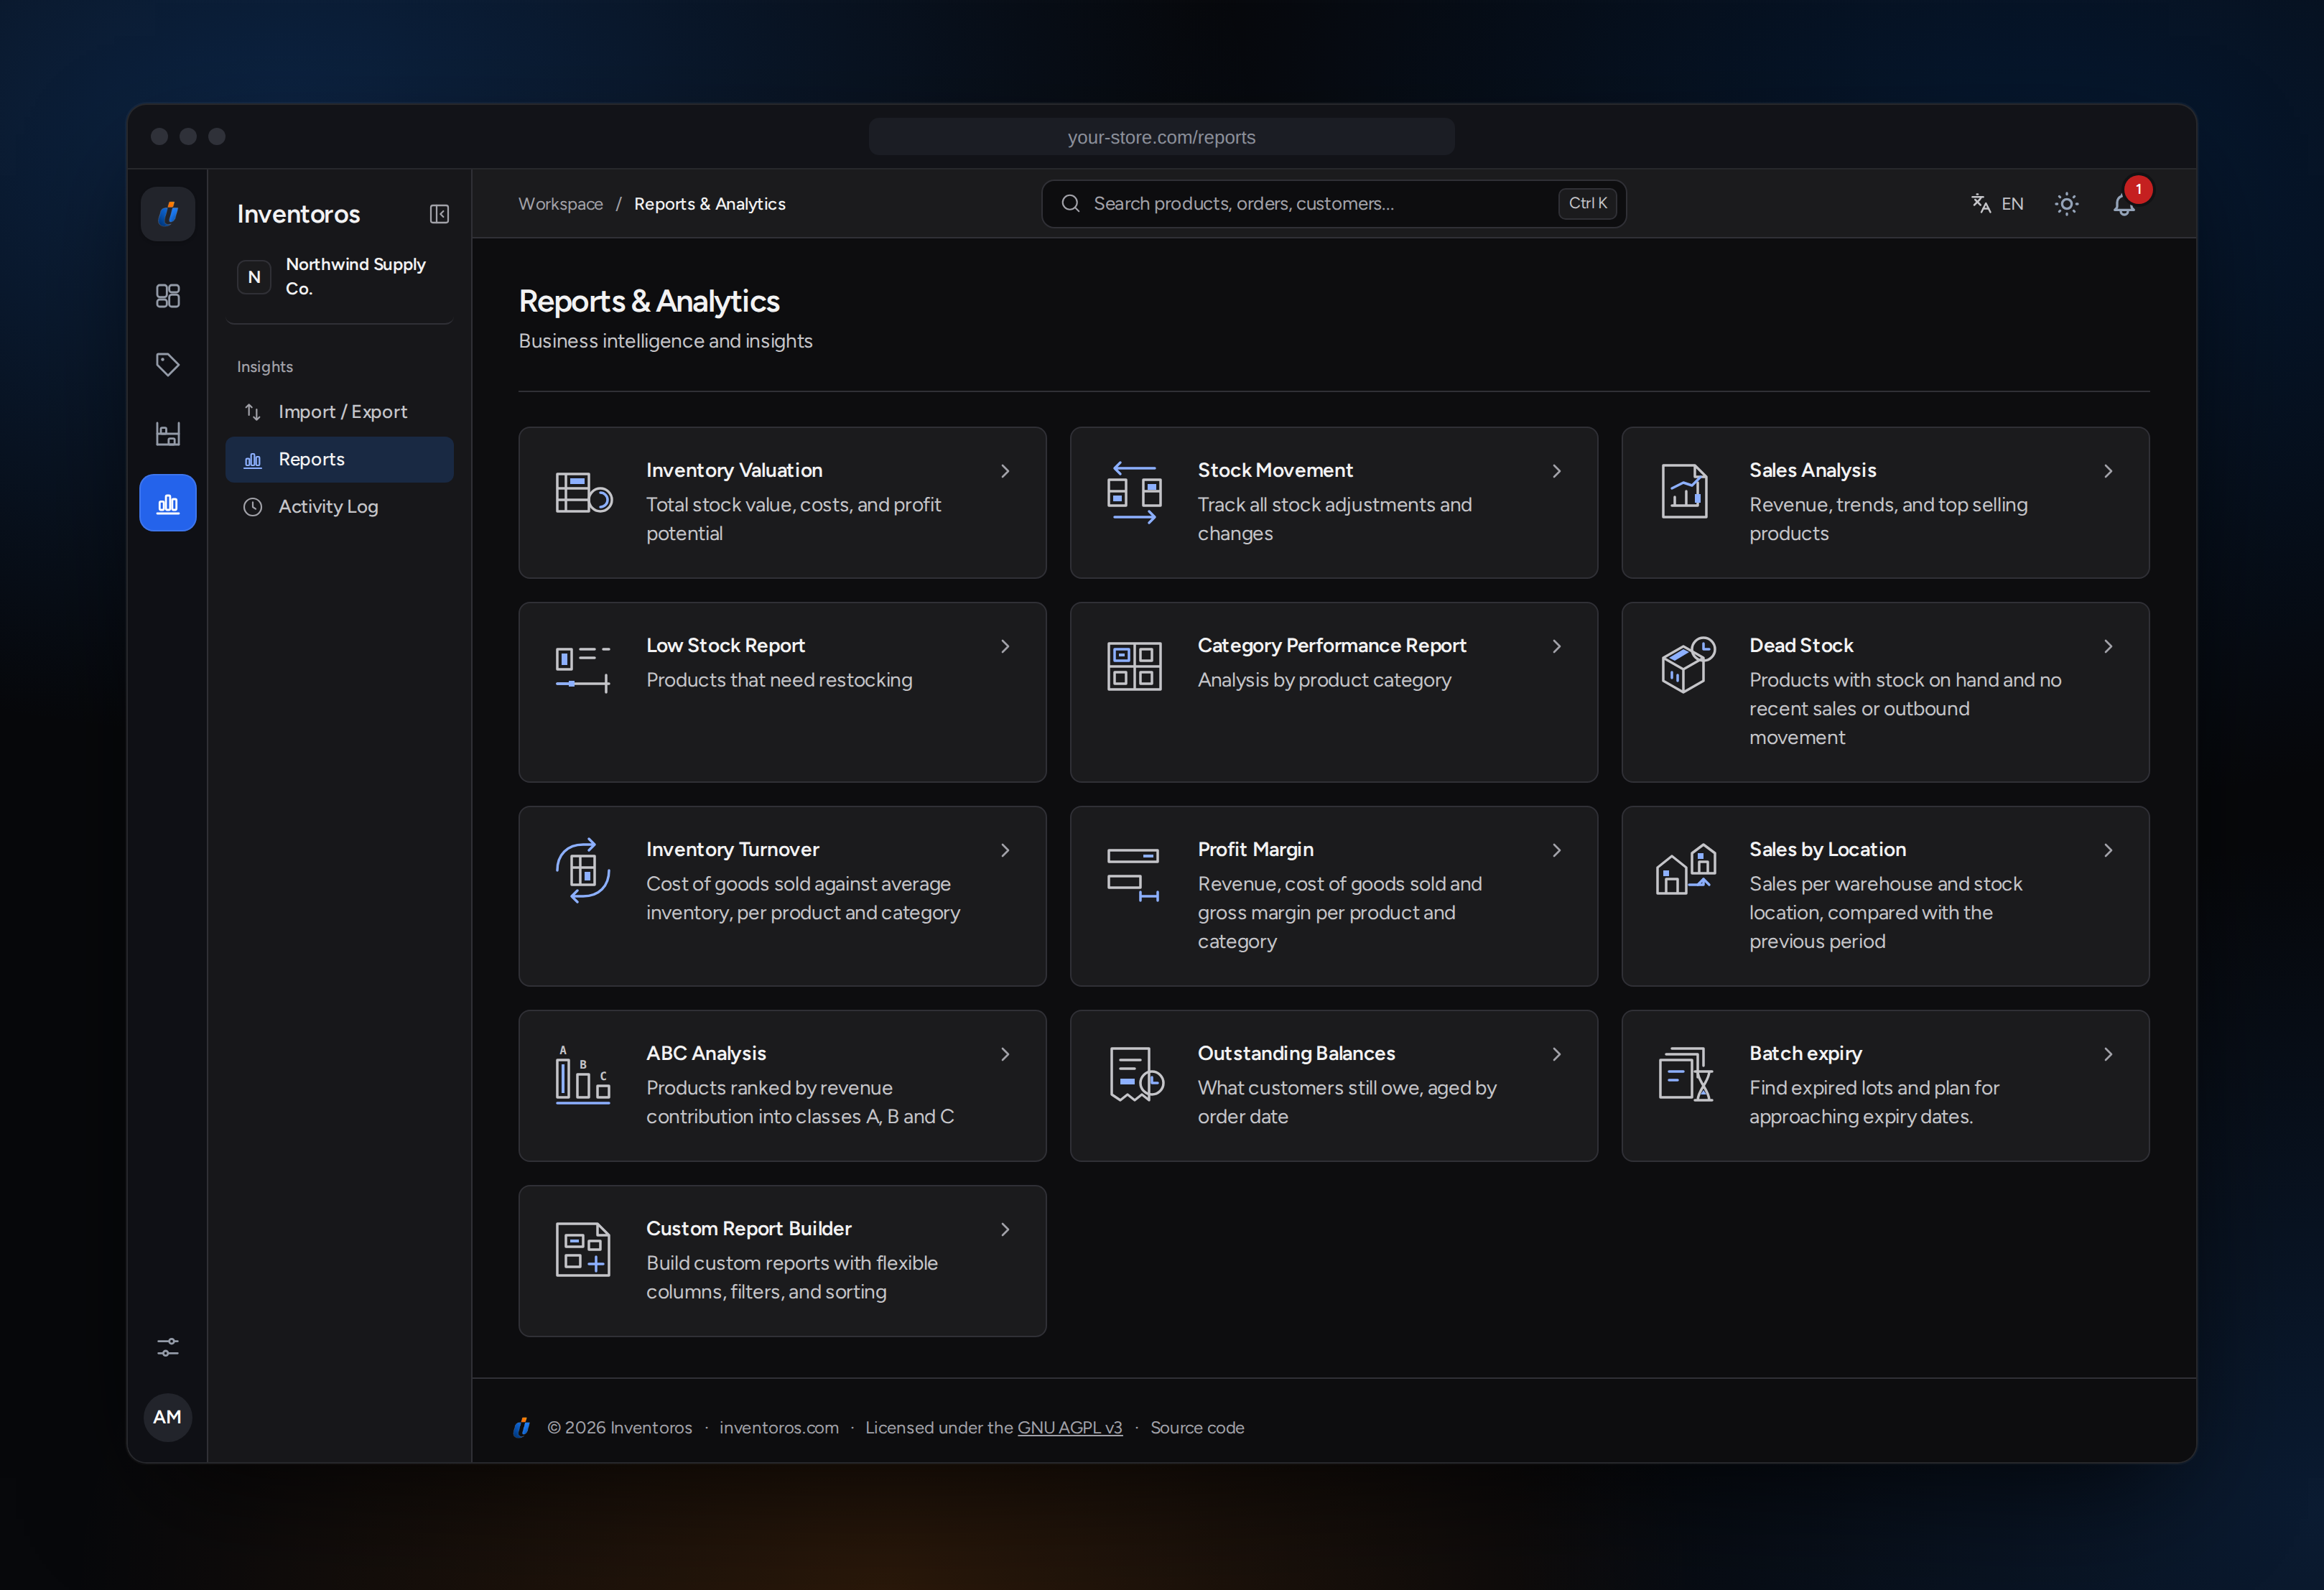 your-store.com/reports
Inventoros
N
Northwind Supply
Co.
Insights
Import / Export
Reports
Activity Log
AM
Workspace / Reports & Analytics
Search products, orders, customers...
Ctrl K
EN
1
Reports & Analytics
Business intelligence and insights
Inventory Valuation
Total stock value, costs, and profit
potential
Stock Movement
Track all stock adjustments and
changes
Sales Analysis
Revenue, trends, and top selling
products
Low Stock Report
Products that need restocking
Category Performance Report
Analysis by product category
Dead Stock
Products with stock on hand and no
recent sales or outbound
movement
Inventory Turnover
Cost of goods sold against average
inventory, per product and category
Profit Margin
Revenue, cost of goods sold and
gross margin per product and
category
Sales by Location
Sales per warehouse and stock
location, compared with the
previous period
A
B
C
ABC Analysis
Products ranked by revenue
contribution into classes A, B and C
Outstanding Balances
What customers still owe, aged by
order date
Batch expiry
Find expired lots and plan for
approaching expiry dates.
Custom Report Builder
Build custom reports with flexible
columns, filters, and sorting
© 2026 Inventoros · inventoros.com · Licensed under the GNU AGPL v3 · Source code